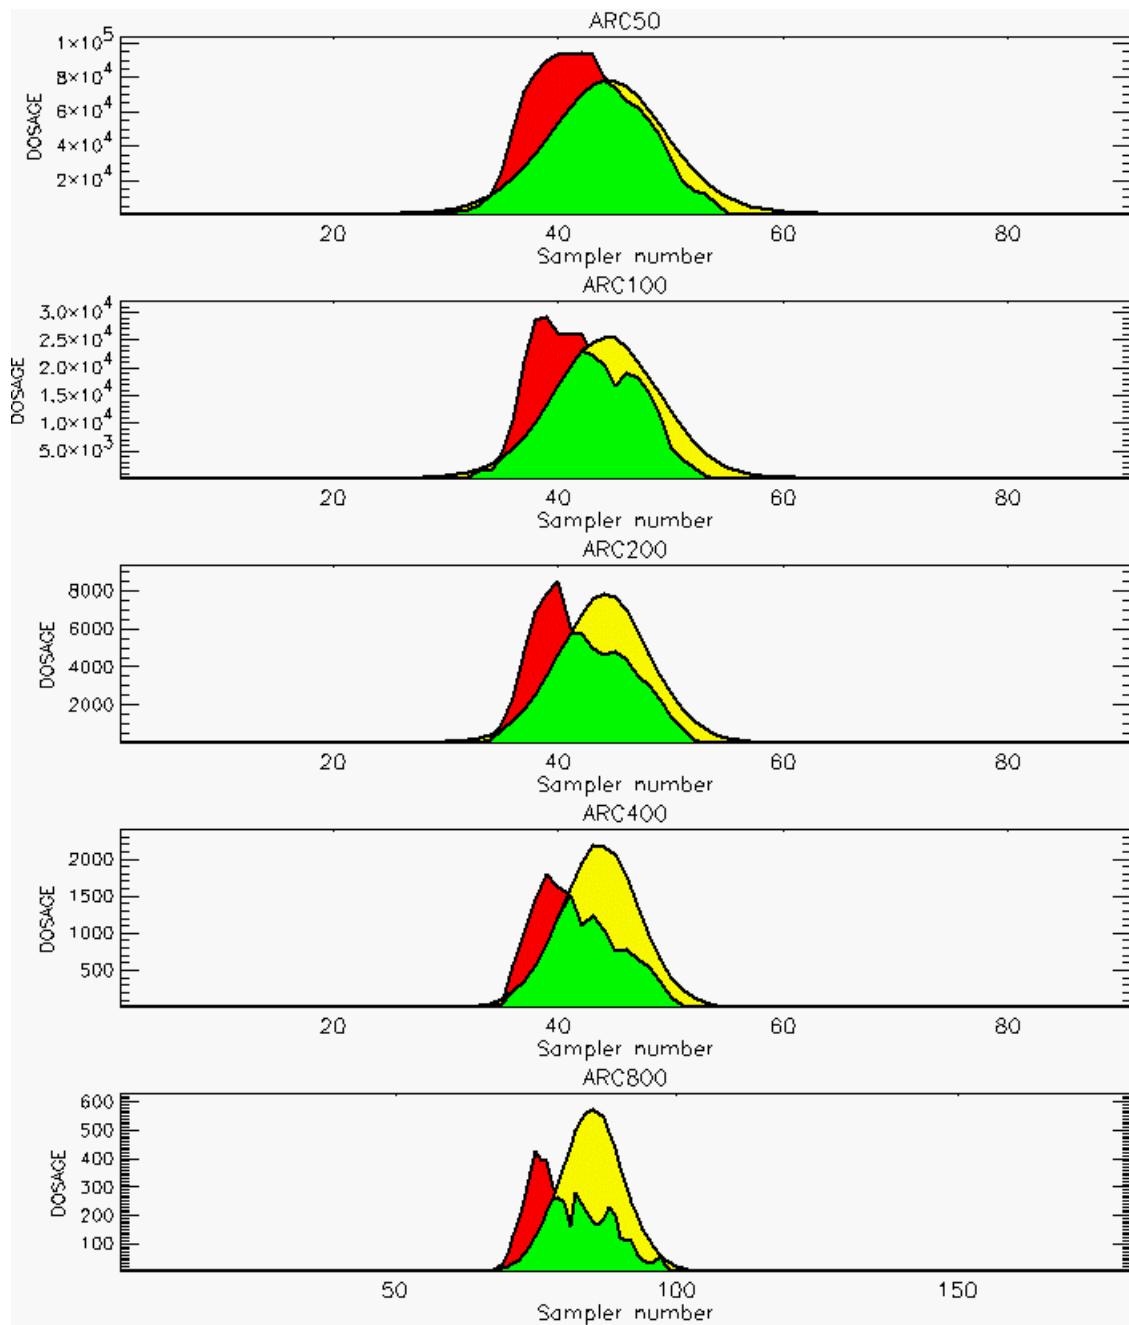 ARC50
1×10^5
8×10^4
6×10^4
4×10^4
2×10^4
DOSAGE
20 40 60 80
Sampler number
ARC100
3.0×10^4
2.5×10^4
2.0×10^4
1.5×10^4
1.0×10^4
5.0×10^3
DOSAGE
20 40 60 80
Sampler number
ARC200
8000
6000
4000
2000
DOSAGE
20 40 60 80
Sampler number
ARC400
2000
1500
1000
500
DOSAGE
20 40 60 80
Sampler number
ARC800
600
500
400
300
200
100
DOSAGE
50 100 150
Sampler number